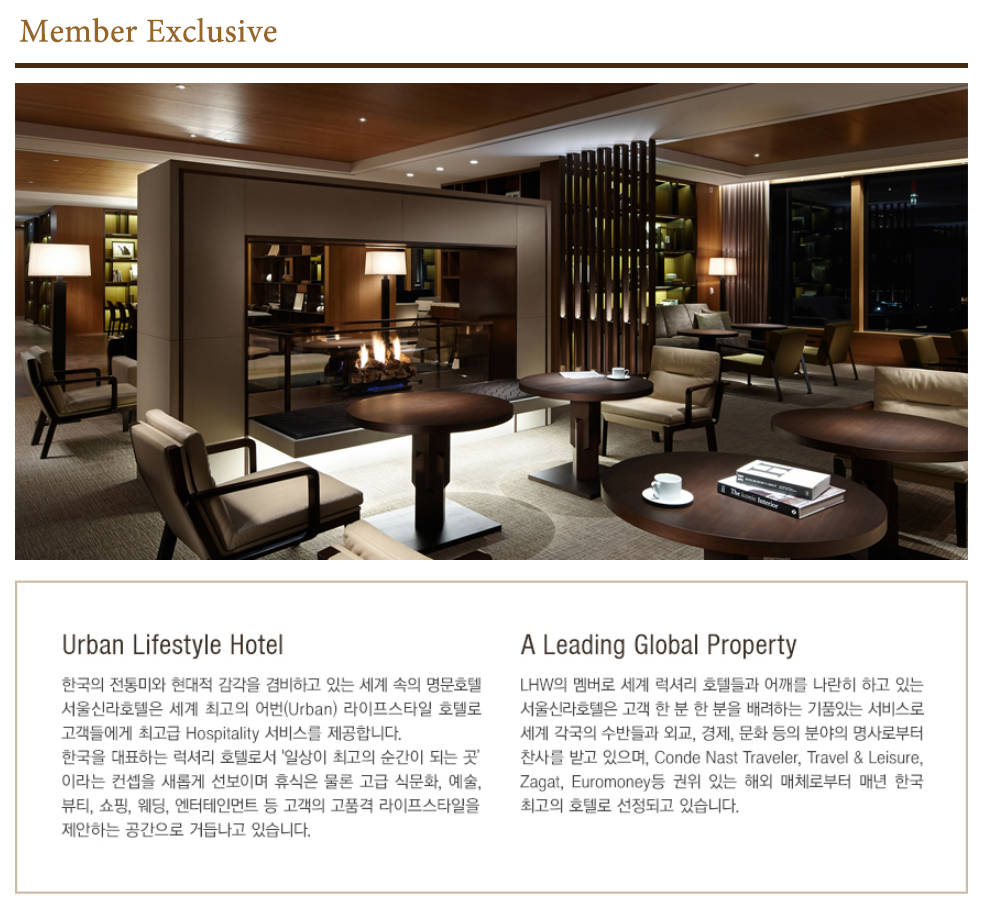 Member Exclusive
H
The Iconic Interior
Urban Lifestyle Hotel
한국의 전통미와 현대적 감각을 겸비하고 있는 세계 속의 명문호텔
서울신라호텔은 세계 최고의 어번(Urban) 라이프스타일 호텔로
고객들에게 최고급 Hospitality 서비스를 제공합니다.
한국을 대표하는 럭셔리 호텔로서 '일상이 최고의 순간이 되는 곳'
이라는 컨셉을 새롭게 선보이며 휴식은 물론 고급 식문화, 예술,
뷰티, 쇼핑, 웨딩, 엔터테인먼트 등 고객의 고품격 라이프스타일을
제안하는 공간으로 거듭나고 있습니다.
A Leading Global Property
LHW의 멤버로 세계 럭셔리 호텔들과 어깨를 나란히 하고 있는
서울신라호텔은 고객 한 분 한 분을 배려하는 기품있는 서비스로
세계 각국의 수반들과 외교, 경제, 문화 등의 분야의 명사로부터
찬사를 받고 있으며, Conde Nast Traveler, Travel & Leisure,
Zagat, Euromoney등 권위 있는 해외 매체로부터 매년 한국
최고의 호텔로 선정되고 있습니다.